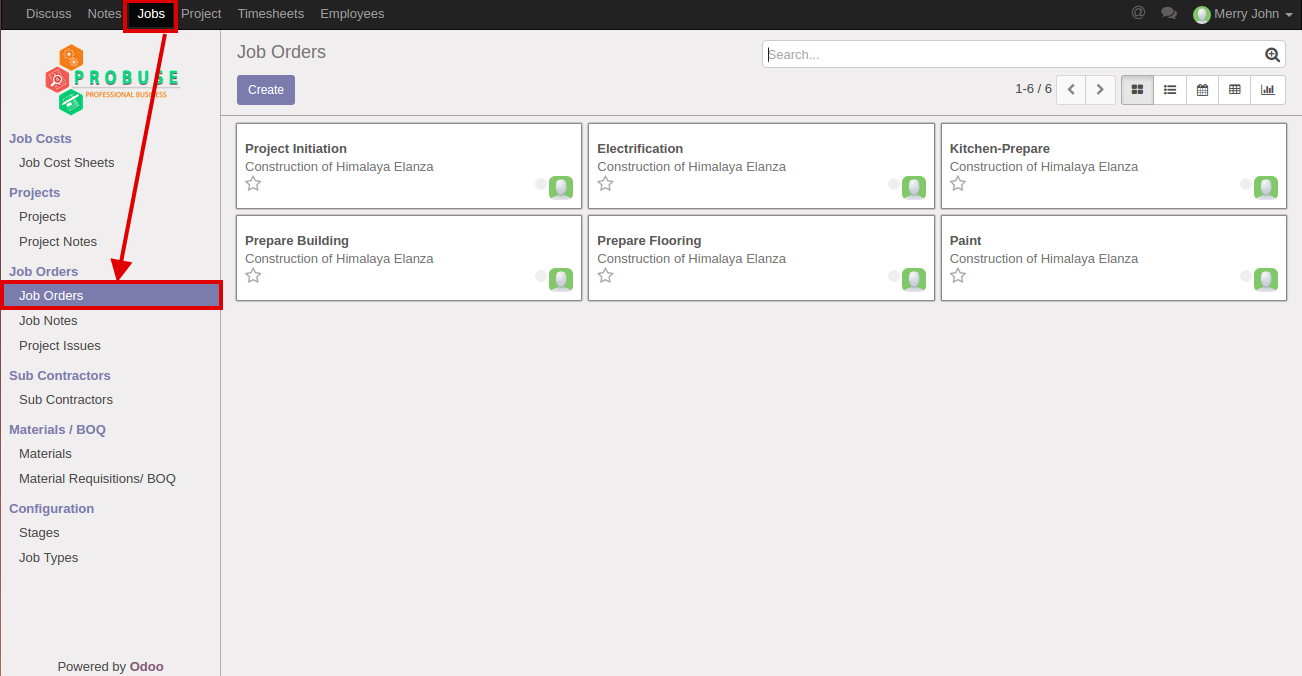 Discuss Notes Jobs Project Timesheets Employees @ Merry John
PROBUSE
PROFESSIONAL BUSINESS
Job Costs
Job Cost Sheets
Projects
Projects
Project Notes
Job Orders
Job Orders
Job Notes
Project Issues
Sub Contractors
Sub Contractors
Materials / BOQ
Materials
Material Requisitions/ BOQ
Configuration
Stages
Job Types
Powered by Odoo
Job Orders
Search...
Create
1-6 / 6
Project Initiation
Construction of Himalaya Elanza
Electrification
Construction of Himalaya Elanza
Kitchen-Prepare
Construction of Himalaya Elanza
Prepare Building
Construction of Himalaya Elanza
Prepare Flooring
Construction of Himalaya Elanza
Paint
Construction of Himalaya Elanza